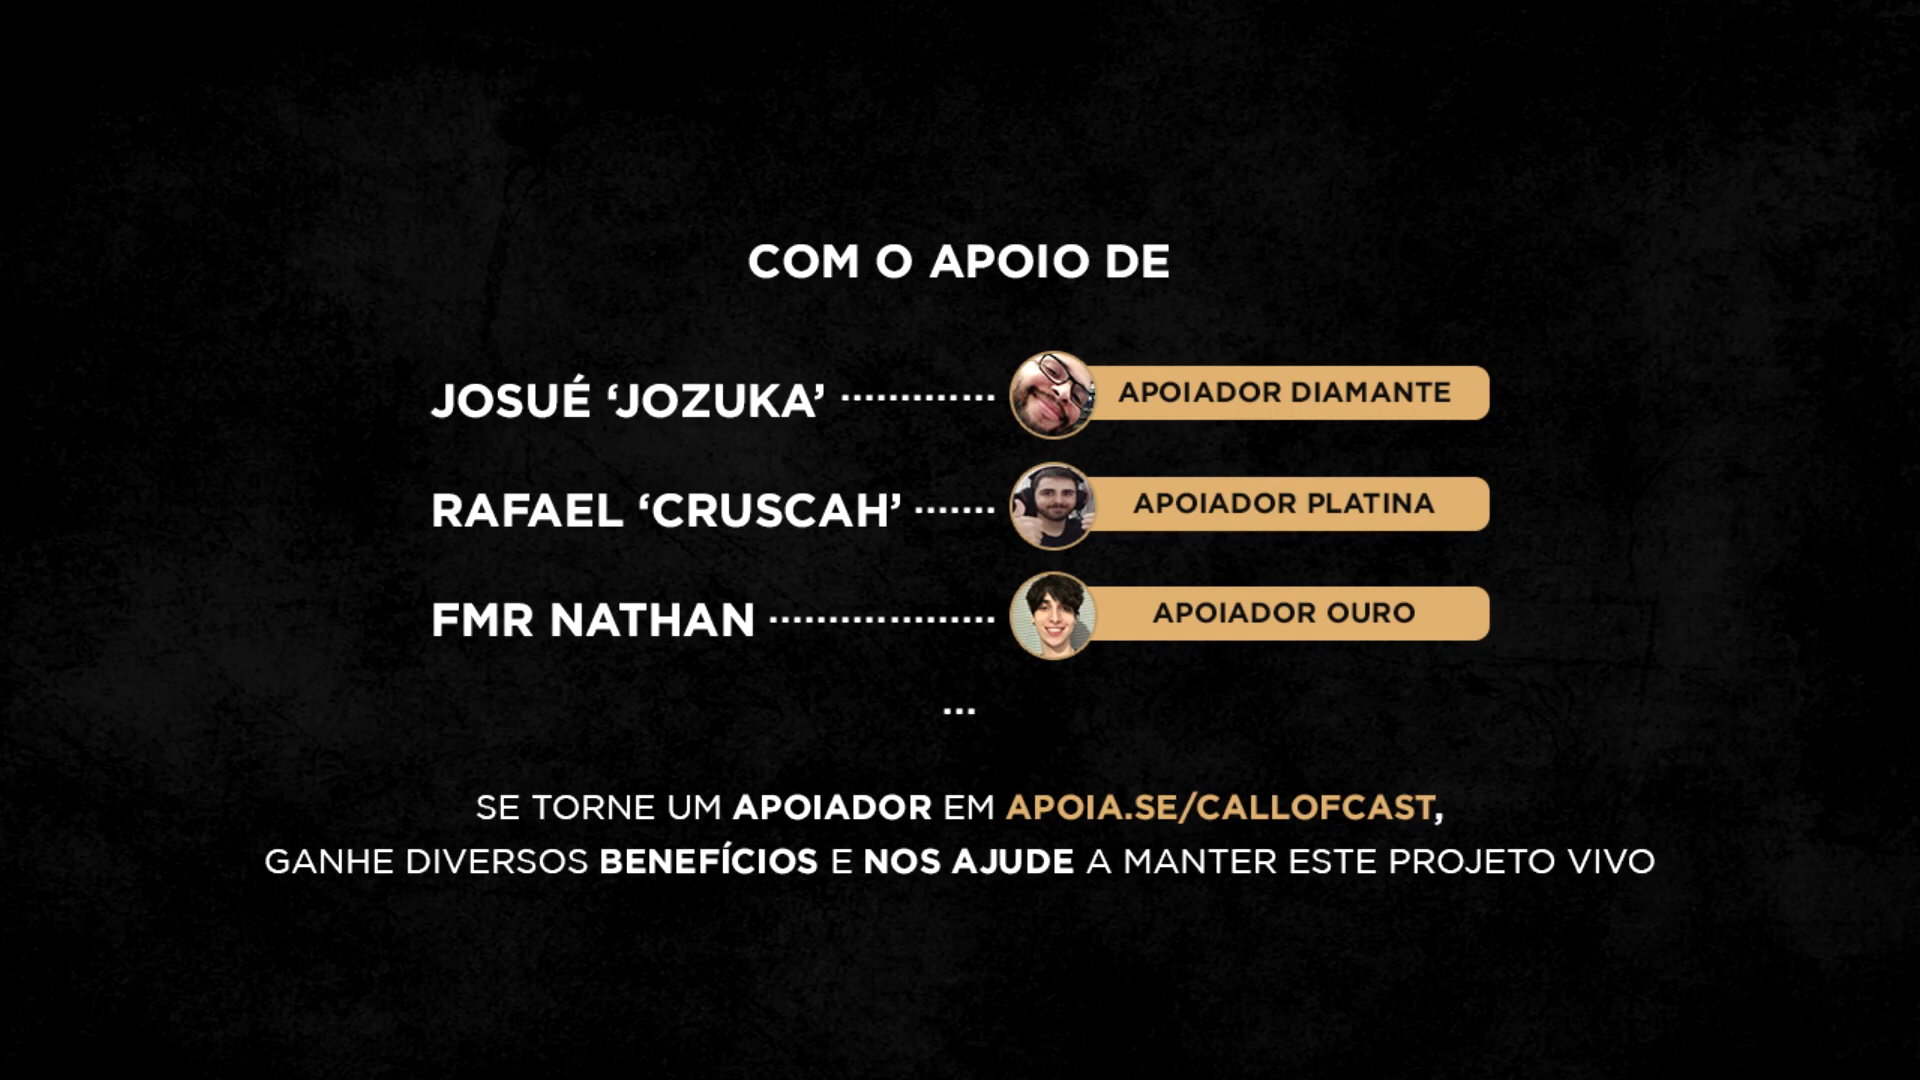 COM O APOIO DE
JOSUÉ ‘JOZUKA’ ............. APOIADOR DIAMANTE
RAFAEL ‘CRUSCAH’ ....... APOIADOR PLATINA
FMR NATHAN ................... APOIADOR OURO
...
SE TORNE UM APOIADOR EM APOIA.SE/CALLOFCAST,
GANHE DIVERSOS BENEFÍCIOS E NOS AJUDE A MANTER ESTE PROJETO VIVO